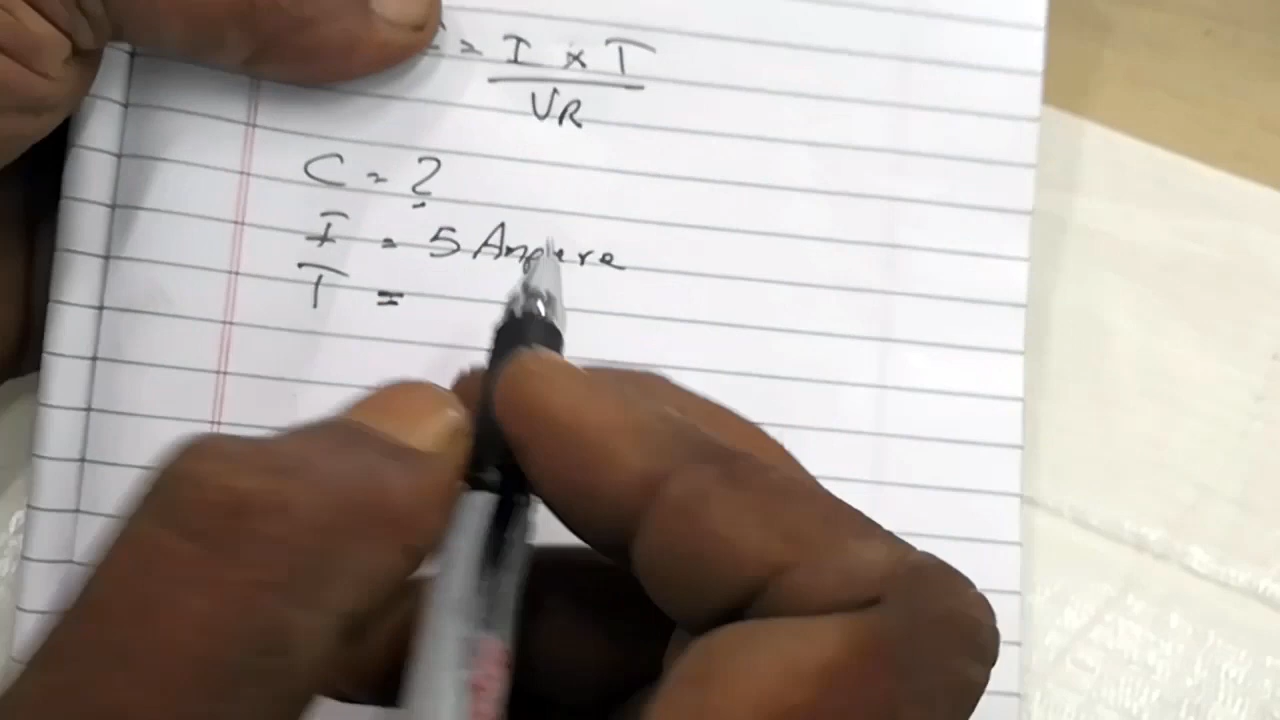 = I x T
VR
C = ?
I = 5 Ampere
T =